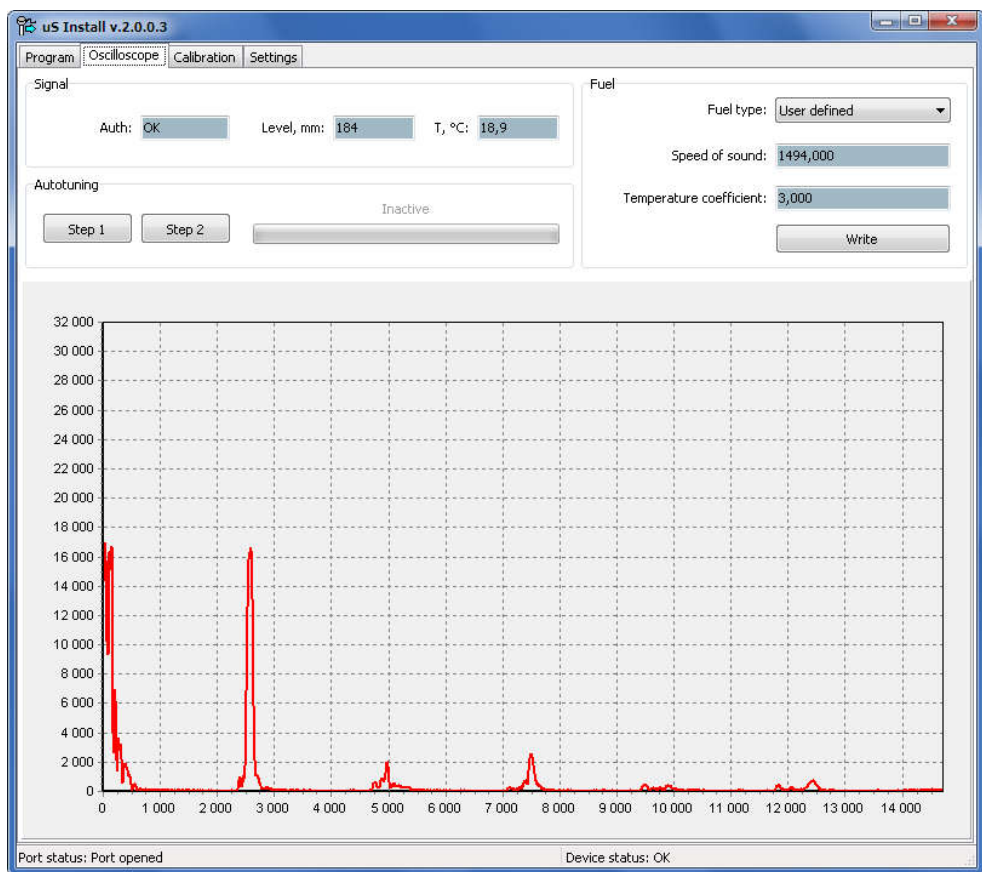 uS Install v.2.0.0.3
Program Oscilloscope Calibration Settings
Signal
Auth: OK Level, mm: 184 T, °C: 18,9
Autotuning
Inactive
Step 1 Step 2
Fuel
Fuel type: User defined
Speed of sound: 1494,000
Temperature coefficient: 3,000
Write
32 000
30 000
28 000
26 000
24 000
22 000
20 000
18 000
16 000
14 000
12 000
10 000
8 000
6 000
4 000
2 000
0
0 1 000 2 000 3 000 4 000 5 000 6 000 7 000 8 000 9 000 10 000 11 000 12 000 13 000 14 000
Port status: Port opened Device status: OK